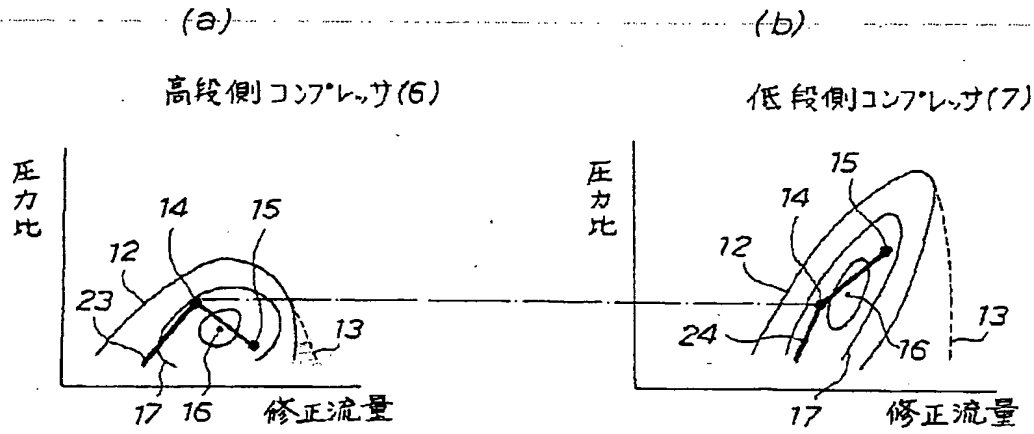 (a)
高段側コンプレッサ(6)
圧力比
14
15
12
23
13
17
16
修正流量
(b)
低段側コンプレッサ(7)
圧力比
15
14
12
24
16
13
17
修正流量